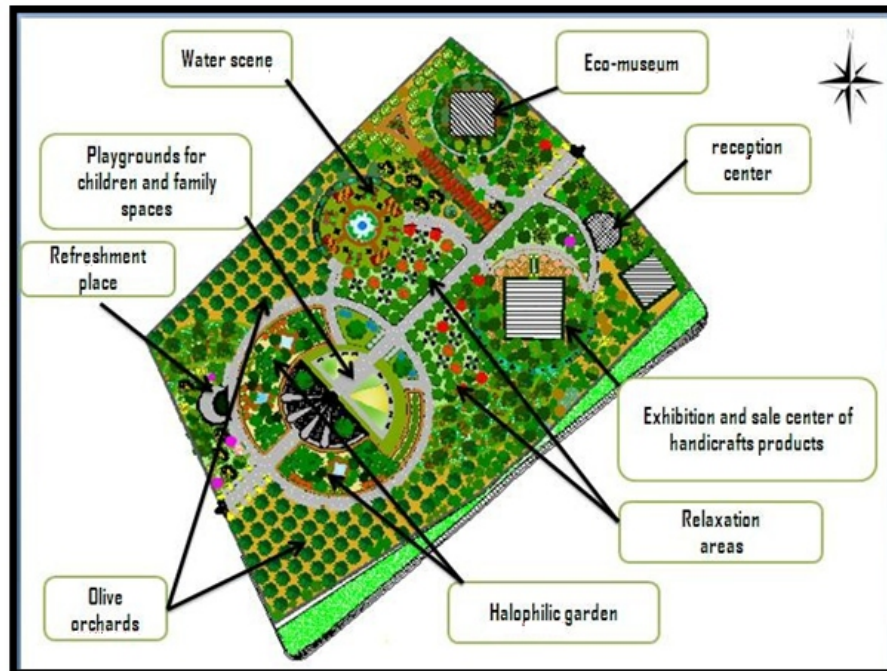 N
Water scene
Eco-museum
Playgrounds for
children and family
spaces
reception
center
Refreshment
place
Exhibition and sale center of
handicrafts products
Relaxation
areas
Olive
orchards
Halophilic garden